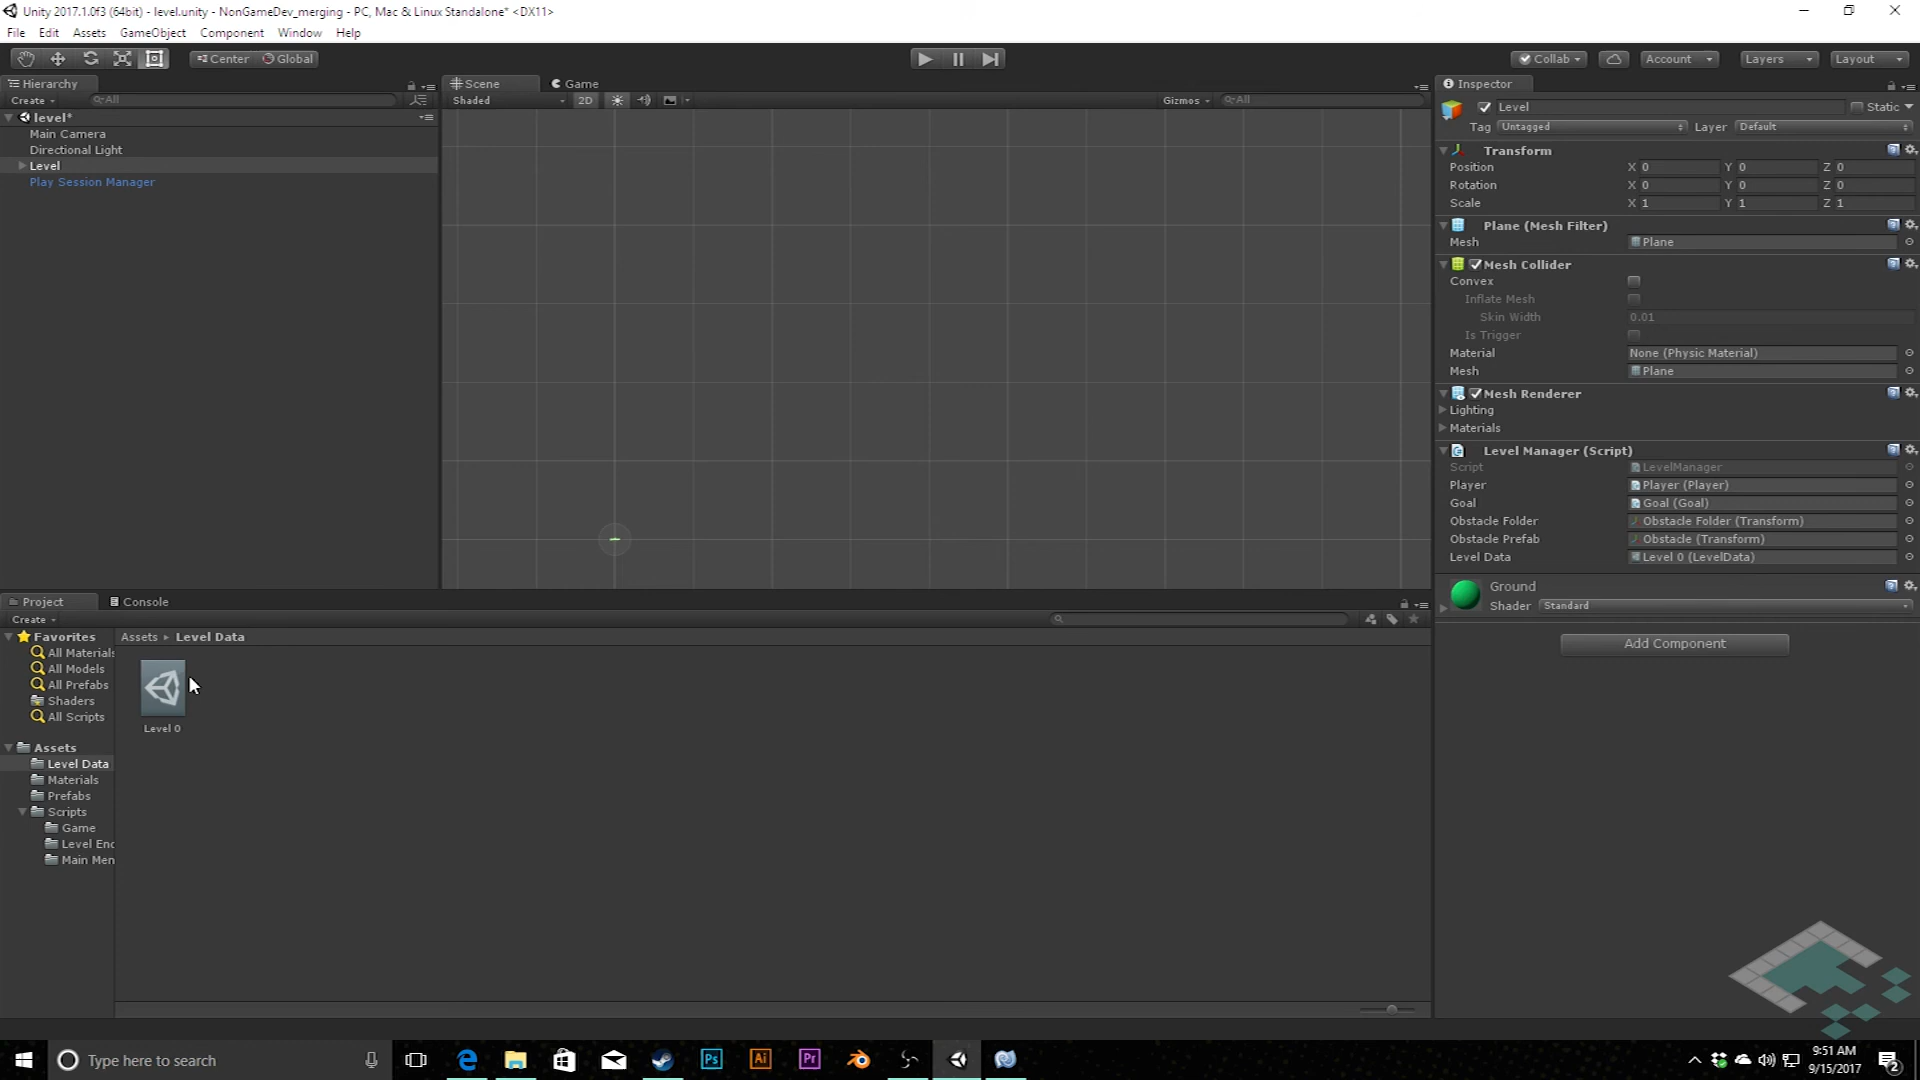 Unity 2017.1.0f3 (64bit) - level.unity - NonGameDev_merging - PC, Mac & Linux Standalone* <DX11>
File Edit Assets GameObject Component Window Help
Center Global Collab Account Layers Layout
Hierarchy
Create All
level*
Main Camera
Directional Light
Level
Play Session Manager
Scene Game
Shaded 2D Gizmos All
Inspector
Level Static
Tag Untagged Layer Default
Transform
Position X 0 Y 0 Z 0
Rotation X 0 Y 0 Z 0
Scale X 1 Y 1 Z 1
Plane (Mesh Filter)
Mesh Plane
Mesh Collider
Convex
Inflate Mesh
Skin Width 0.01
Is Trigger
Material None (Physic Material)
Mesh Plane
Mesh Renderer
Lighting
Materials
Level Manager (Script)
Script LevelManager
Player Player (Player)
Goal Goal (Goal)
Obstacle Folder Obstacle Folder (Transform)
Obstacle Prefab Obstacle (Transform)
Level Data Level 0 (LevelData)
Ground
Shader Standard
Add Component
Project Console
Create
Favorites
All Materials
All Models
All Prefabs
Shaders
All Scripts
Assets
Level Data
Materials
Prefabs
Scripts
Game
Level End
Main Men
Assets Level Data
Level 0
Type here to search
Ps Ai Pr
9:51 AM
9/15/2017
2